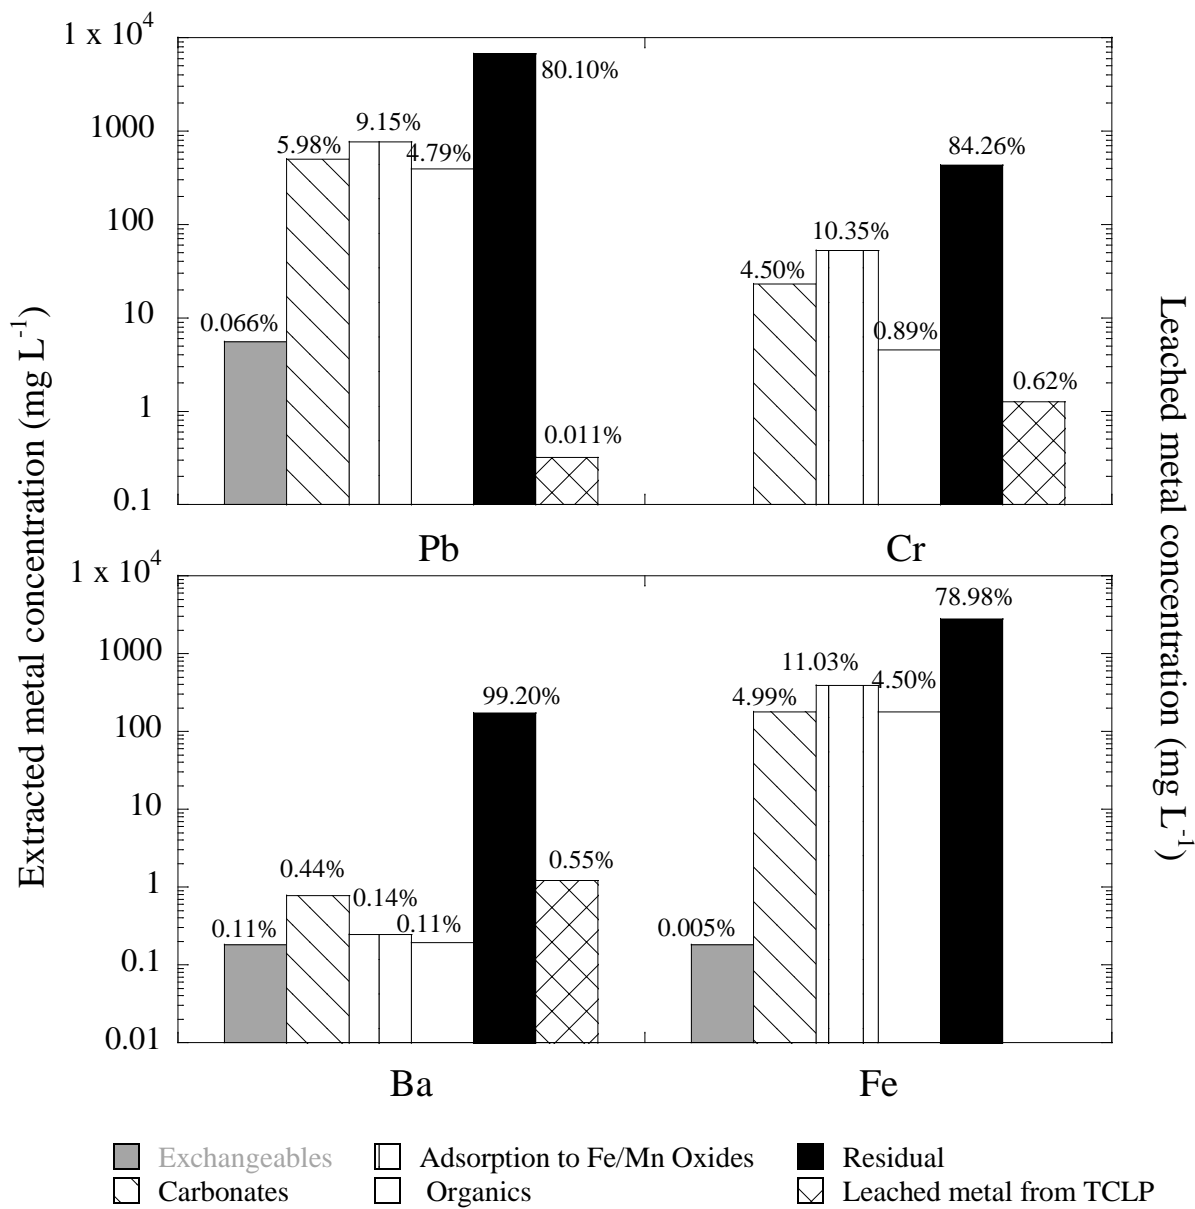 1 x 10⁴
1000
100
10
1
0.1
80.10%
9.15%
5.98%
4.79%
0.066%
0.011%
84.26%
10.35%
4.50%
0.89%
0.62%
Pb
Cr
Extracted metal concentration (mg L⁻¹)
Leached metal concentration (mg L⁻¹)
1 x 10⁴
1000
100
10
1
0.1
0.01
99.20%
0.44%
0.14%
0.11%
0.11%
0.55%
78.98%
11.03%
4.99%
4.50%
0.005%
Ba
Fe
Exchangeables
Adsorption to Fe/Mn Oxides
Residual
Carbonates
Organics
Leached metal from TCLP